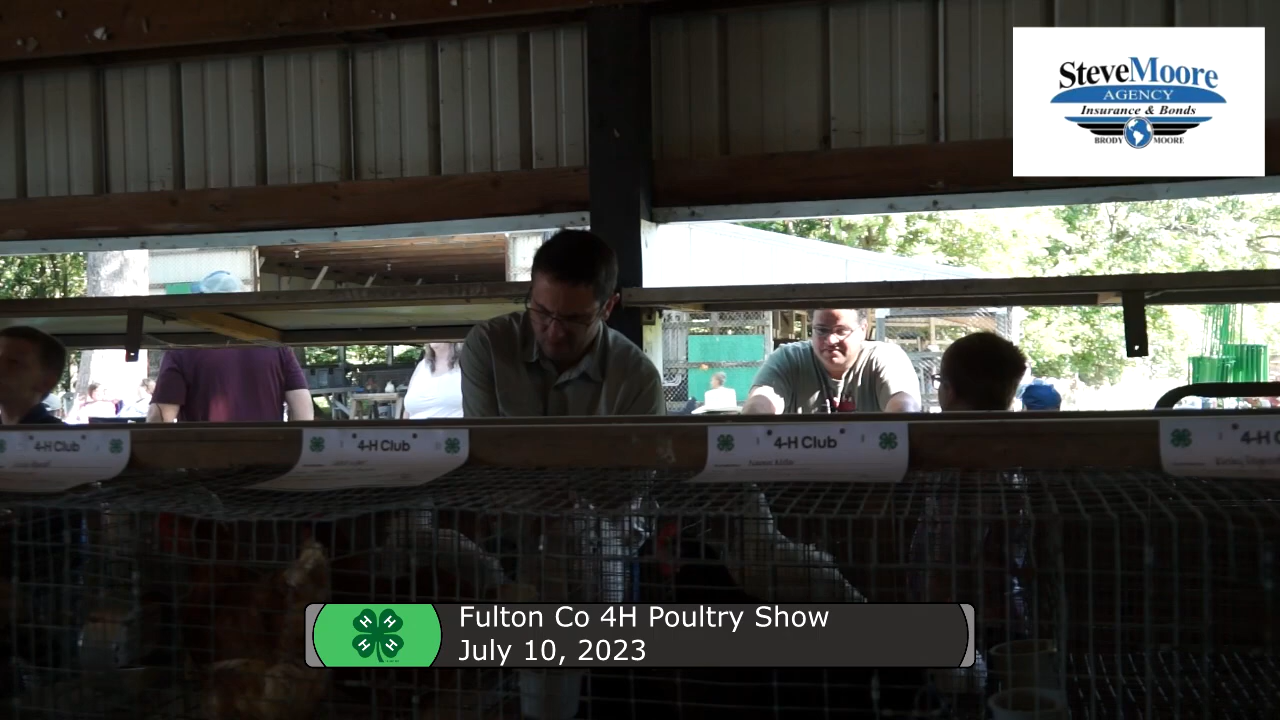 SteveMoore
AGENCY
Insurance & Bonds
BRODY MOORE
4-H Club
4-H Club
4-H Club
4-H
Fulton Co 4H Poultry Show
July 10, 2023